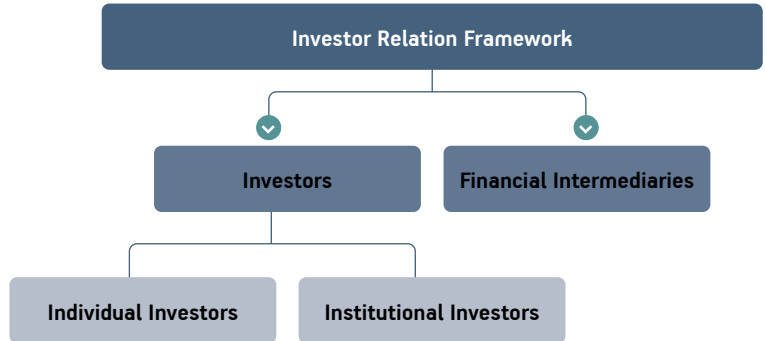 Investor Relation Framework
Investors
Financial Intermediaries
Individual Investors
Institutional Investors